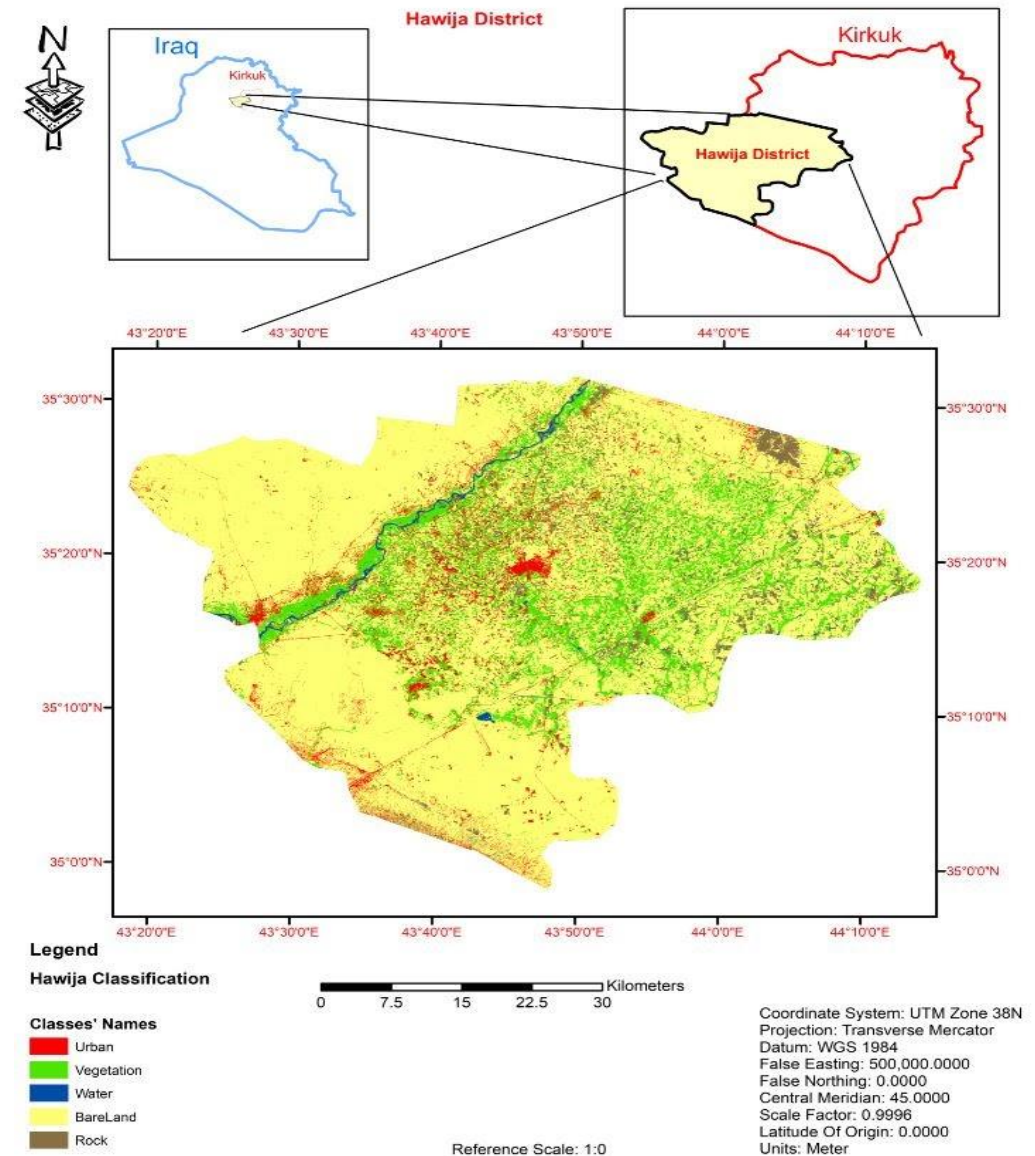 Hawija District
N
Iraq
Kirkuk
Kirkuk
Hawija District
43°20'0"E 43°30'0"E 43°40'0"E 43°50'0"E 44°0'0"E 44°10'0"E
35°30'0"N 35°30'0"N
35°20'0"N 35°20'0"N
35°10'0"N 35°10'0"N
35°0'0"N 35°0'0"N
43°20'0"E 43°30'0"E 43°40'0"E 43°50'0"E 44°0'0"E 44°10'0"E
Legend
Hawija Classification
Kilometers
0 7.5 15 22.5 30
Classes' Names
Urban
Vegetation
Water
BareLand
Rock
Reference Scale: 1:0
Coordinate System: UTM Zone 38N
Projection: Transverse Mercator
Datum: WGS 1984
False Easting: 500,000.0000
False Northing: 0.0000
Central Meridian: 45.0000
Scale Factor: 0.9996
Latitude Of Origin: 0.0000
Units: Meter